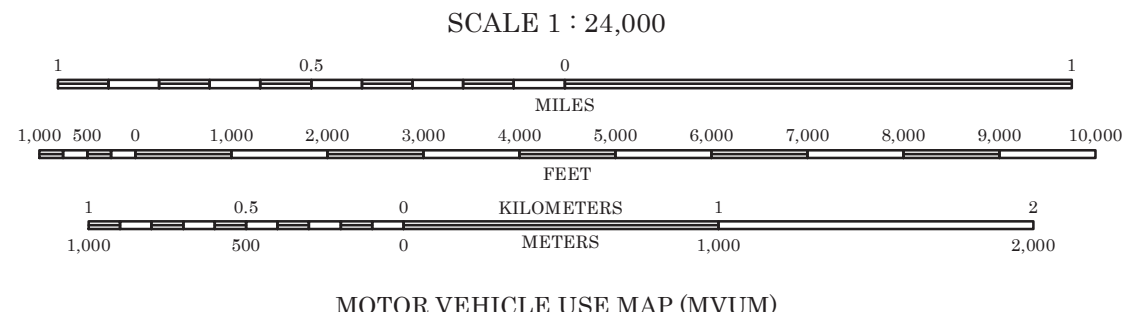 SCALE 1 : 24,000
1 0.5 0 1
MILES
1,000 500 0 1,000 2,000 3,000 4,000 5,000 6,000 7,000 8,000 9,000 10,000
FEET
1 0.5 0 KILOMETERS 1 2
1,000 500 0 METERS 1,000 2,000
MOTOR VEHICLE USE MAP (MVUM)